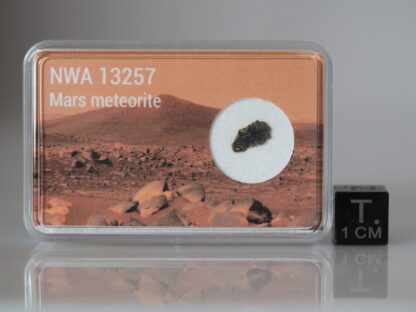 NWA 13257
Mars meteorite
T.
1 CM